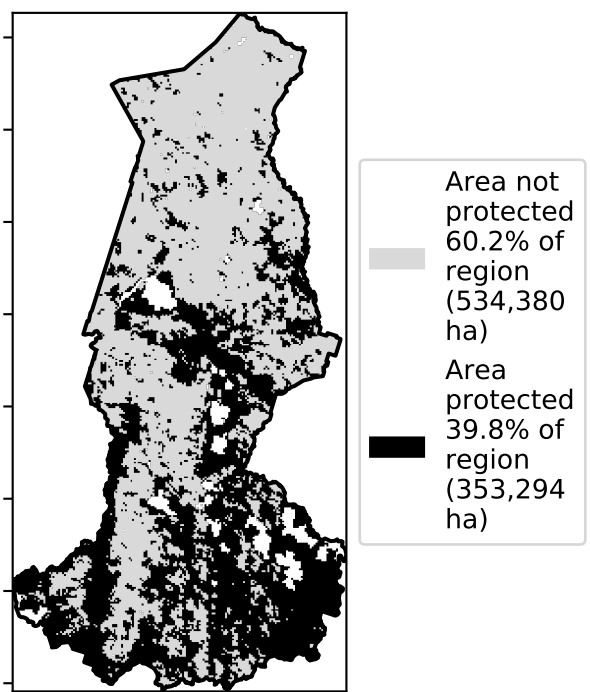 Area not
protected
60.2% of
region
(534,380
ha)
Area
protected
39.8% of
region
(353,294
ha)